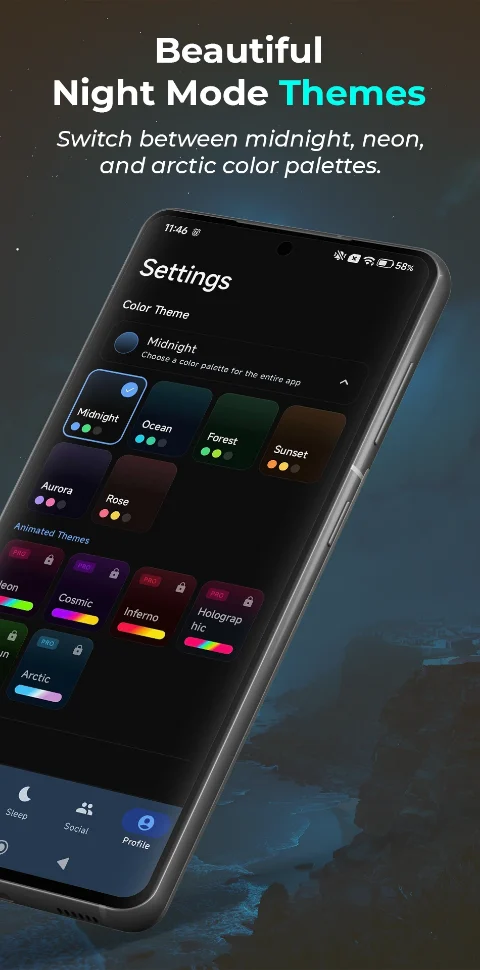 Beautiful
Night Mode Themes
Switch between midnight, neon,
and arctic color palettes.
11:46
58%
Settings
Color Theme
Midnight
Choose a color palette for the entire app
Midnight
Ocean
Forest
Sunset
Aurora
Rose
Animated Themes
PRO
eon
PRO
Cosmic
PRO
Inferno
PRO
Holograp
hic
un
PRO
Arctic
Sleep
Social
Profile